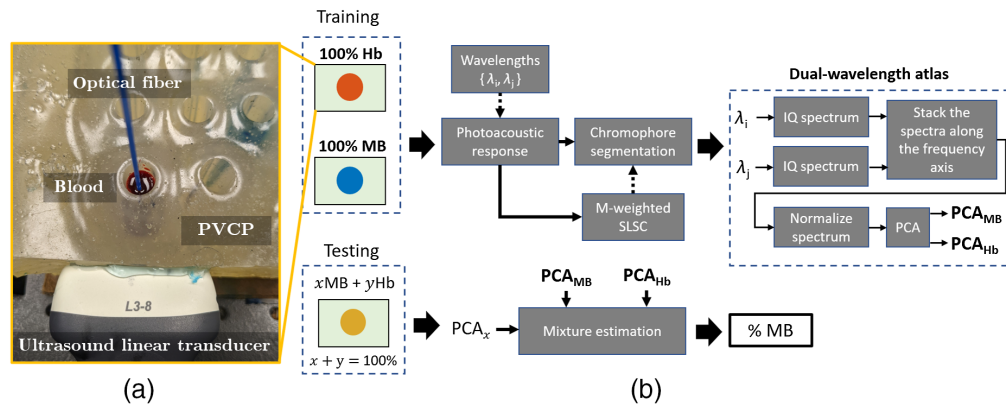 Optical fiber
Blood
PVCP
L3-8
Ultrasound linear transducer
(a)
Training
100% Hb
100% MB
Testing
xMB + yHb
x + y = 100%
Wavelengths
{λi, λj}
Photoacoustic
response
Chromophore
segmentation
M-weighted
SLSC
Dual-wavelength atlas
λi
IQ spectrum
λj
IQ spectrum
Stack the
spectra along
the frequency
axis
Normalize
spectrum
PCA
PCAMB
PCAHb
PCAx
PCAMB
PCAHb
Mixture estimation
% MB
(b)